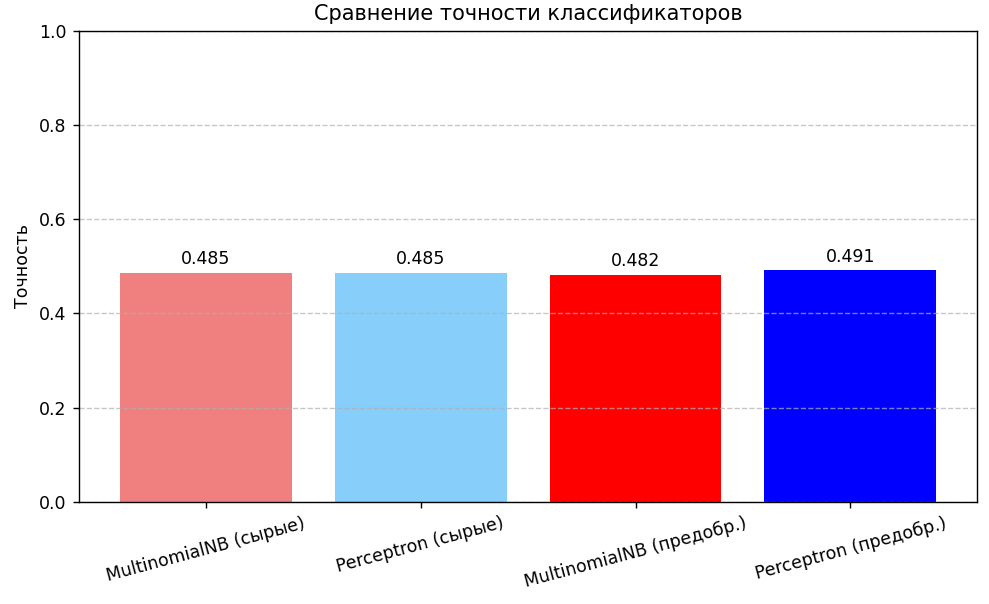 Сравнение точности классификаторов
Точность
1.0
0.8
0.6
0.4
0.2
0.0
0.485
0.485
0.482
0.491
MultinomialNB (сырые)
Perceptron (сырые)
MultinomialNB (предобр.)
Perceptron (предобр.)